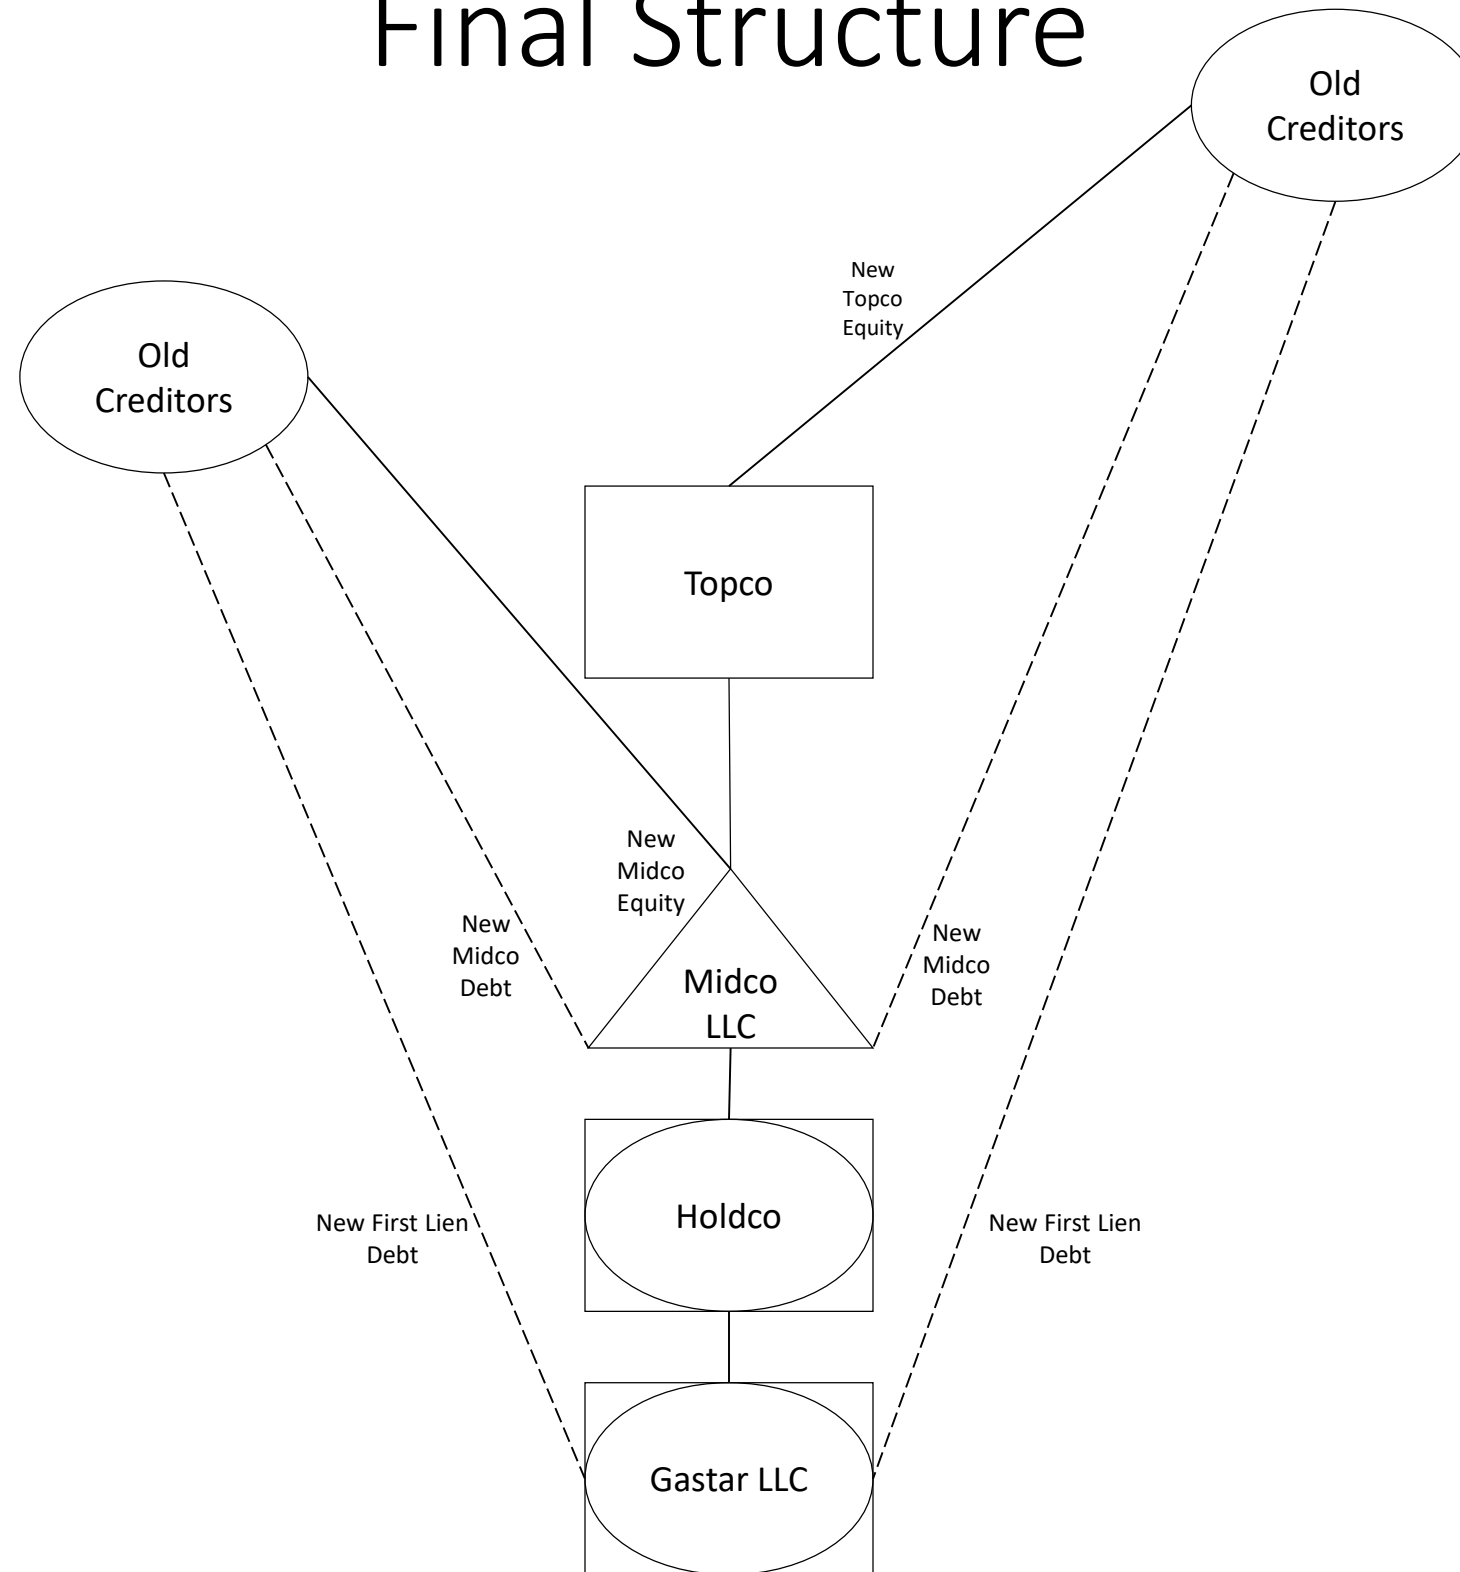 Final Structure
Old
Creditors
New
Topco
Equity
Old
Creditors
Topco
New
Midco
Equity
New
Midco
Debt
New
Midco
Debt
Midco
LLC
Holdco
New First Lien
Debt
New First Lien
Debt
Gastar LLC